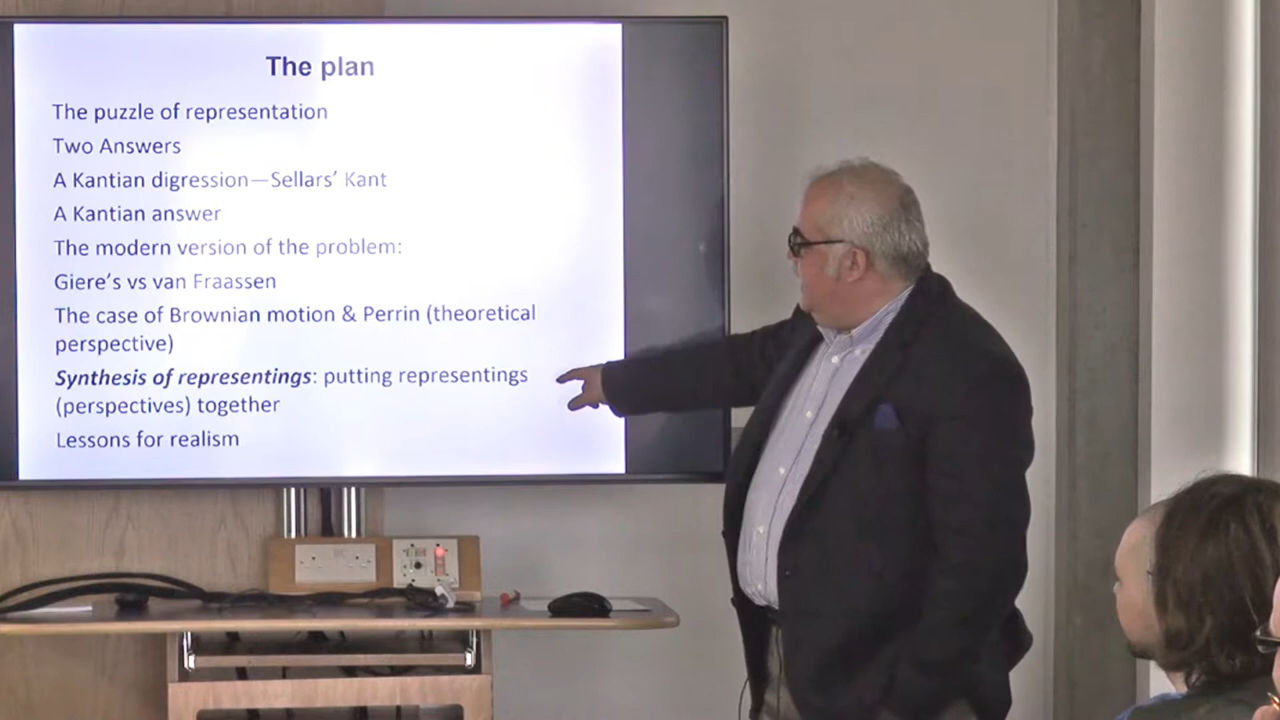 The plan
The puzzle of representation
Two Answers
A Kantian digression—Sellars’ Kant
A Kantian answer
The modern version of the problem:
Giere’s vs van Fraassen
The case of Brownian motion & Perrin (theoretical
perspective)
Synthesis of representings: putting representings
(perspectives) together
Lessons for realism